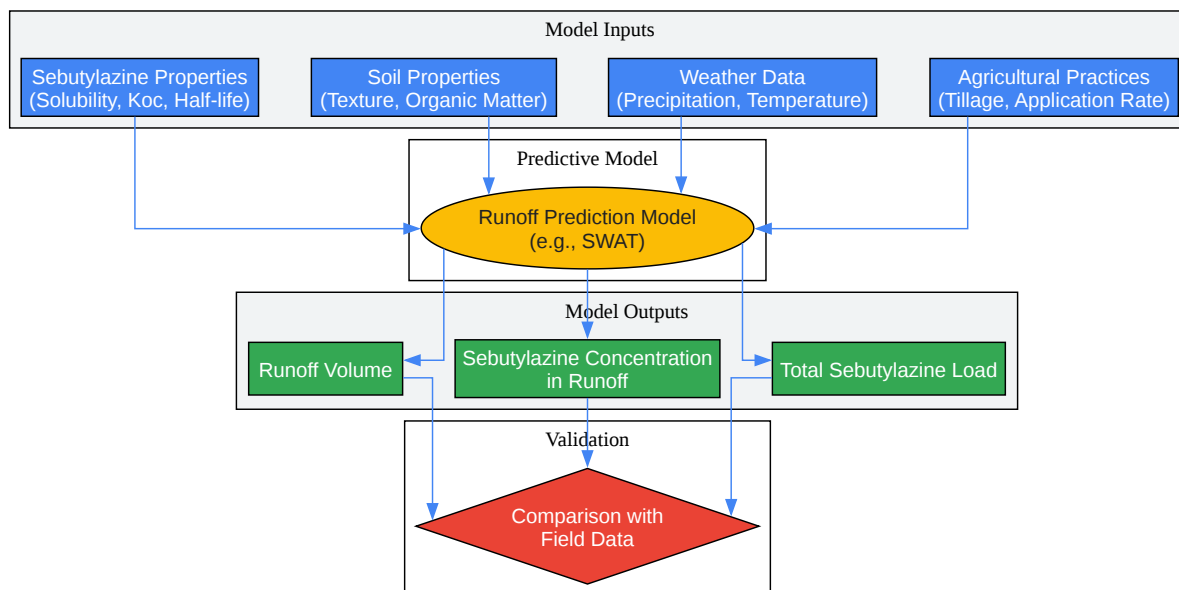 Model Inputs
Sebutylazine Properties
(Solubility, Koc, Half-life)
Soil Properties
(Texture, Organic Matter)
Weather Data
(Precipitation, Temperature)
Agricultural Practices
(Tillage, Application Rate)
Predictive Model
Runoff Prediction Model
(e.g., SWAT)
Model Outputs
Runoff Volume
Sebutylazine Concentration
in Runoff
Total Sebutylazine Load
Validation
Comparison with
Field Data